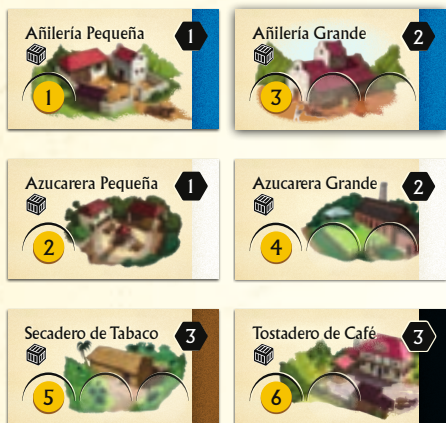 Añilería Pequeña 1
1
Añilería Grande 2
3
Azucarera Pequeña 1
2
Azucarera Grande 2
4
Secadero de Tabaco 3
5
Tostadero de Café 3
6